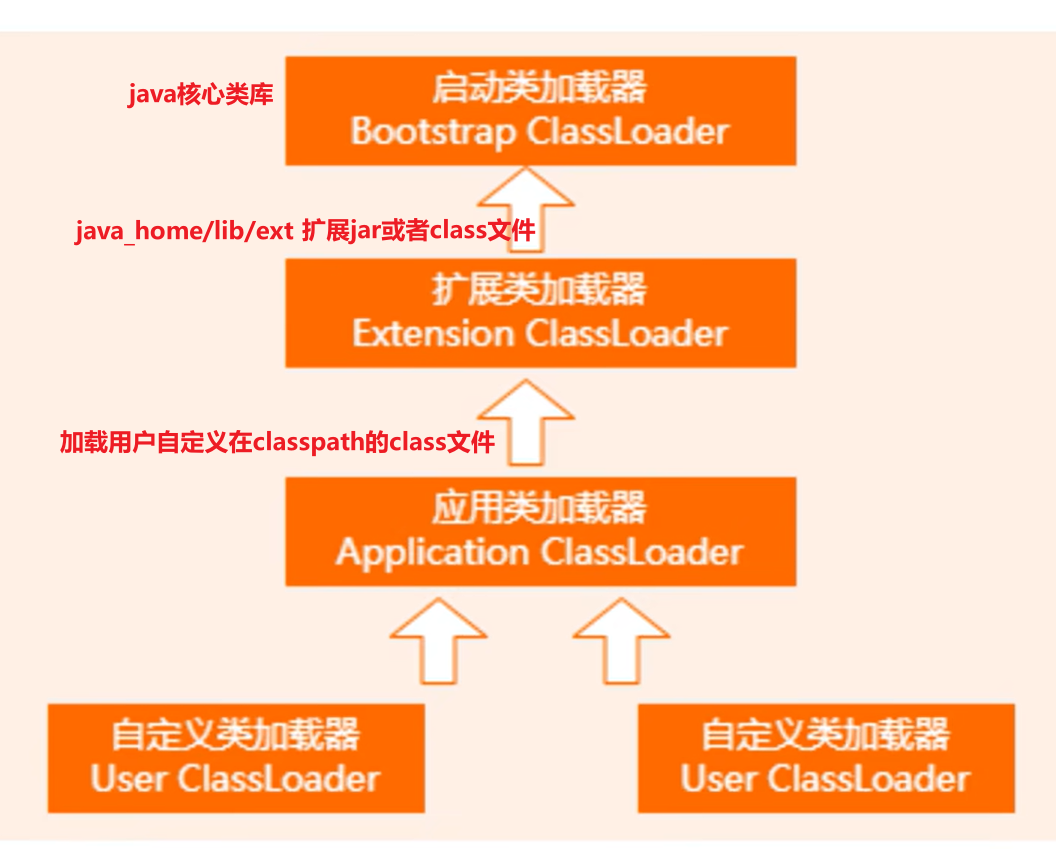 java核心类库
启动类加载器
Bootstrap ClassLoader
java_home/lib/ext 扩展jar或者class文件
扩展类加载器
Extension ClassLoader
加载用户自定义在classpath的class文件
应用类加载器
Application ClassLoader
自定义类加载器
User ClassLoader
自定义类加载器
User ClassLoader